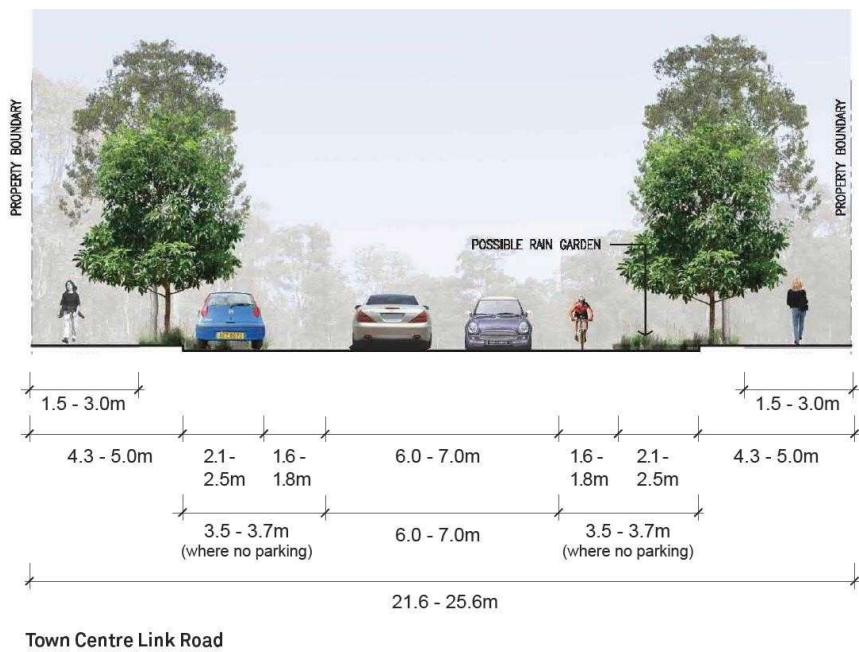 PROPERTY BOUNDARY
PROPERTY BOUNDARY
POSSIBLE RAIN GARDEN
1.5 - 3.0m
1.5 - 3.0m
4.3 - 5.0m
2.1 -
2.5m
1.6 -
1.8m
6.0 - 7.0m
1.6 -
1.8m
2.1 -
2.5m
4.3 - 5.0m
3.5 - 3.7m
(where no parking)
6.0 - 7.0m
3.5 - 3.7m
(where no parking)
21.6 - 25.6m
Town Centre Link Road